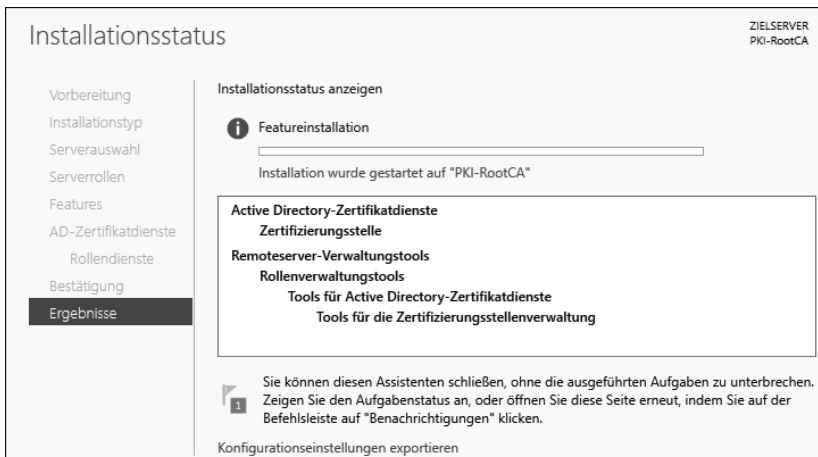 Installationsstatus
ZIELSERVER
PKI-RootCA
Vorbereitung
Installationstyp
Serverauswahl
Serverrollen
Features
AD-Zertifikatdienste
Rollendienste
Bestätigung
Ergebnisse
Installationsstatus anzeigen
Featureinstallation
Installation wurde gestartet auf "PKI-RootCA"
Active Directory-Zertifikatdienste
Zertifizierungsstelle
Remoteserver-Verwaltungstools
Rollenverwaltungstools
Tools für Active Directory-Zertifikatdienste
Tools für die Zertifizierungsstellenverwaltung
1
Sie können diesen Assistenten schließen, ohne die ausgeführten Aufgaben zu unterbrechen.
Zeigen Sie den Aufgabenstatus an, oder öffnen Sie diese Seite erneut, indem Sie auf der
Befehlsleiste auf "Benachrichtigungen" klicken.
Konfigurationseinstellungen exportieren